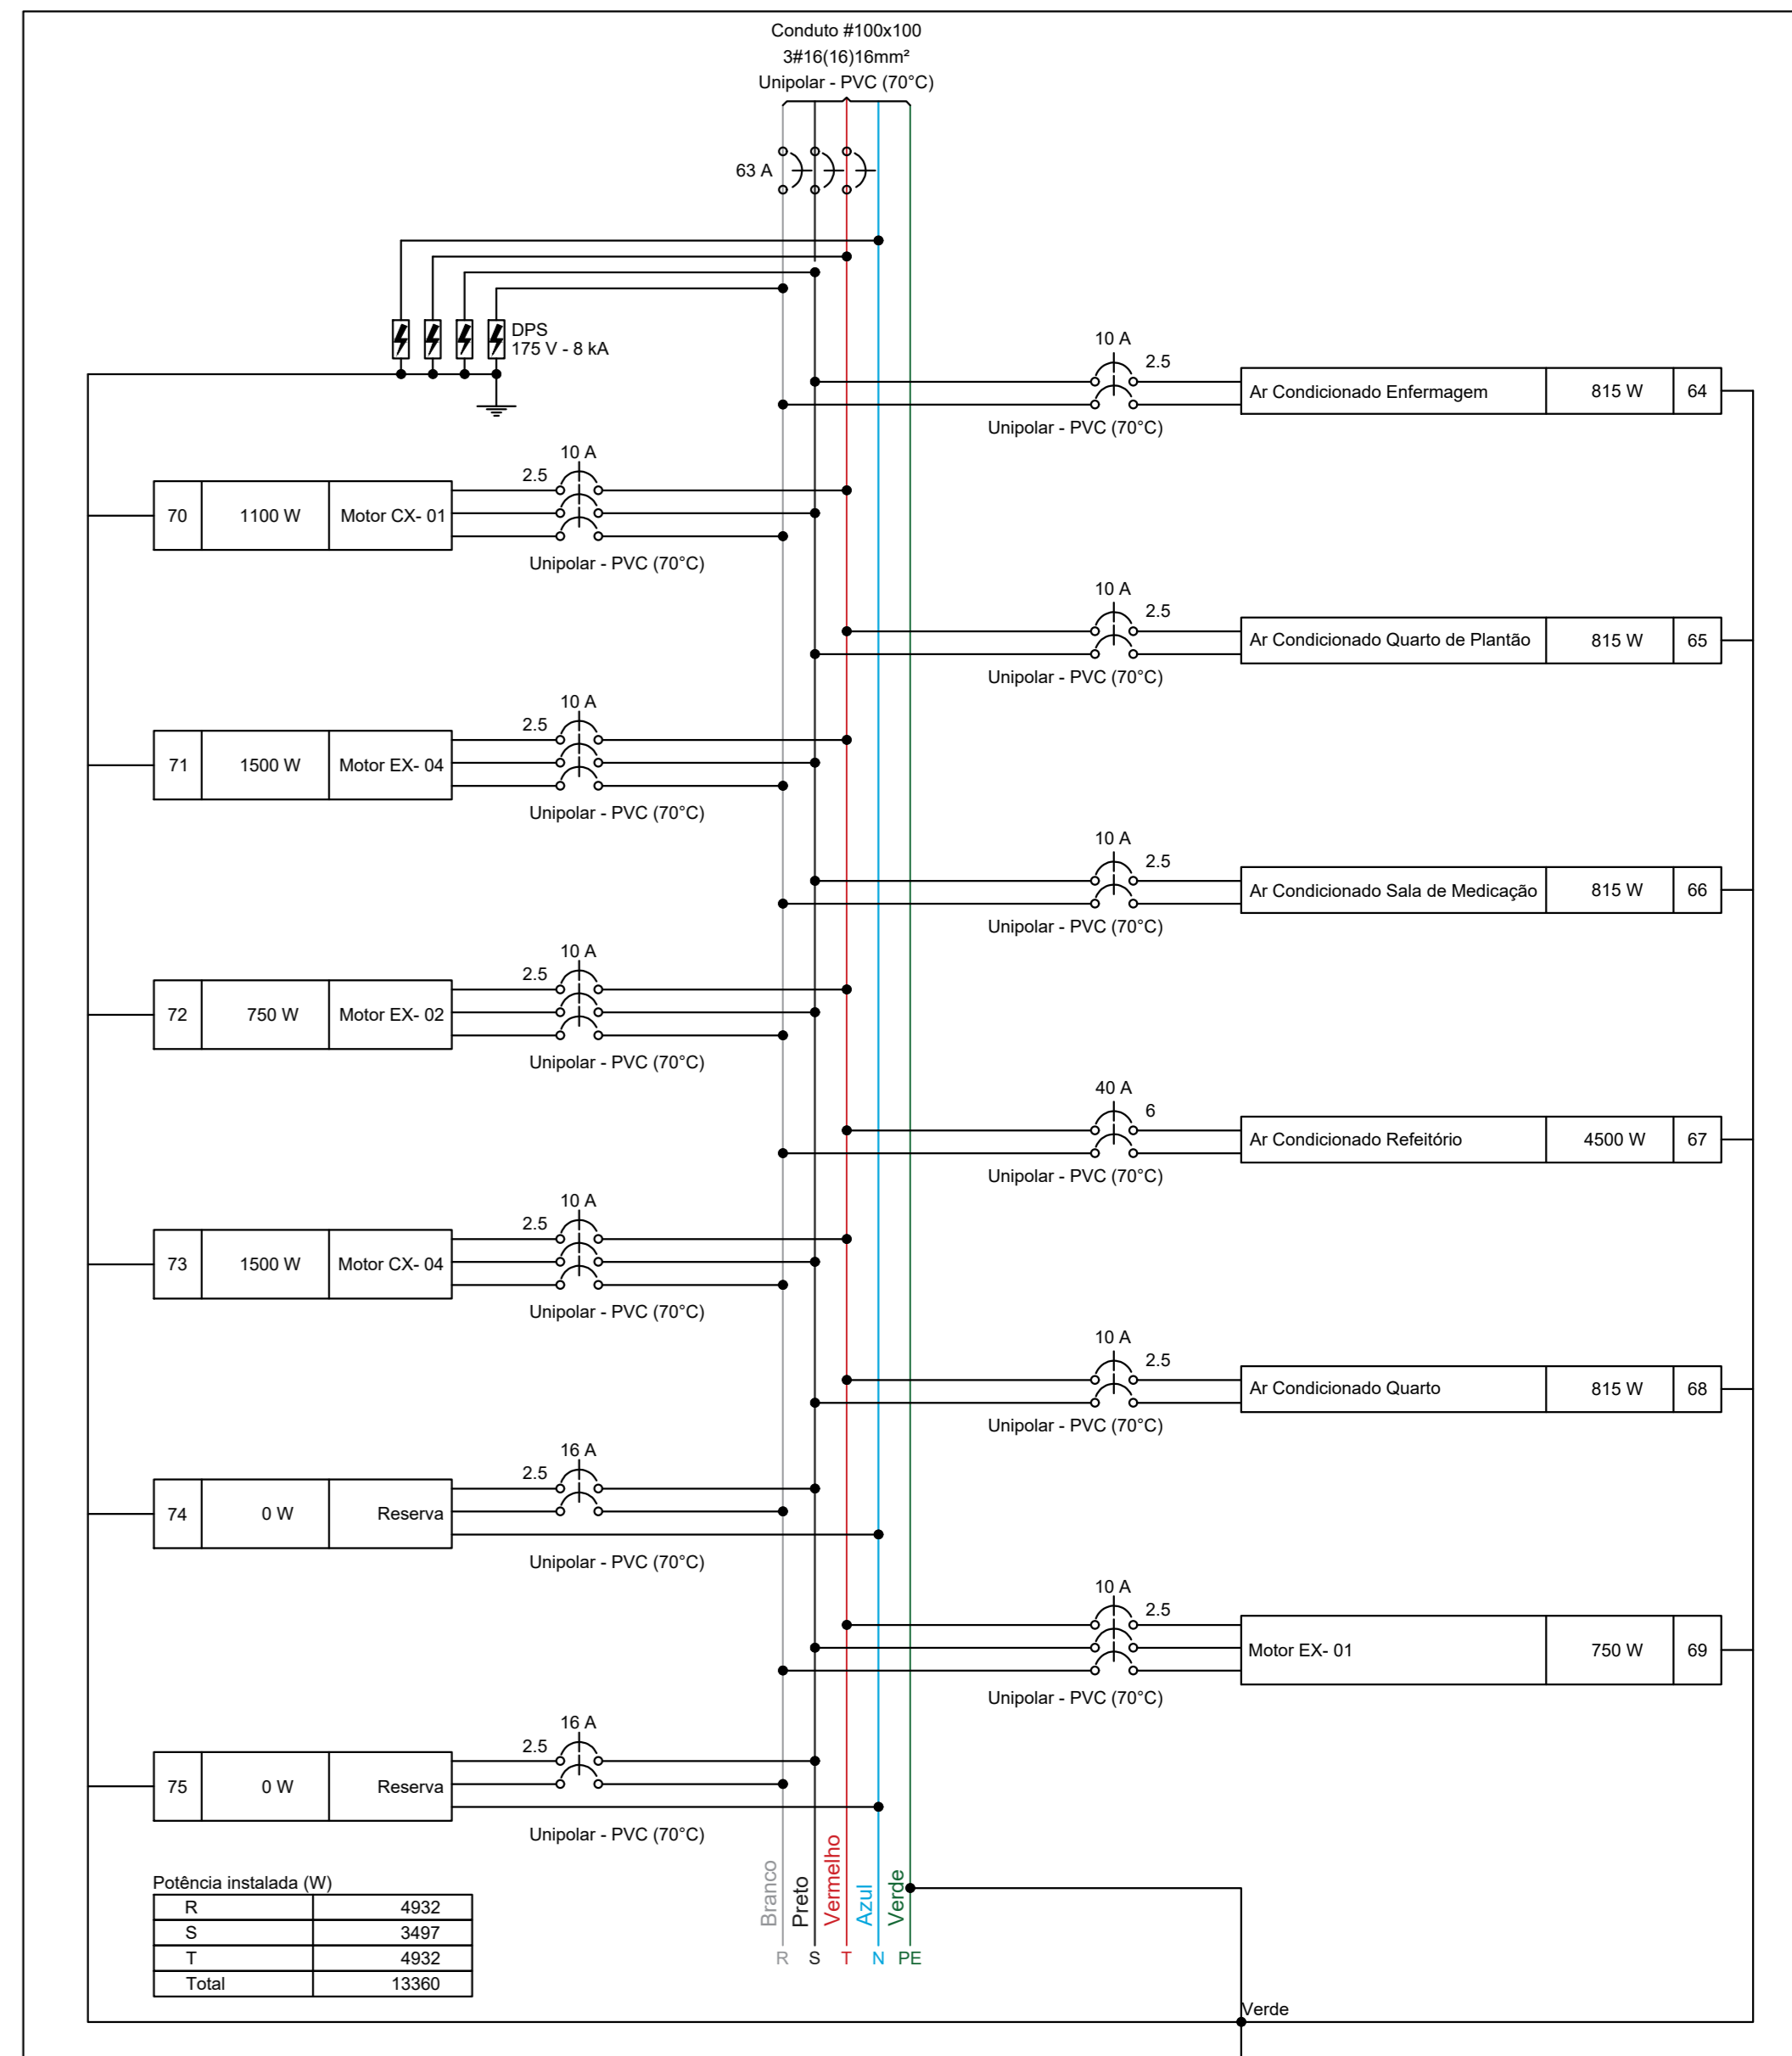 Conduto #100x100
3#16(16)16mm²
Unipolar - PVC (70°C)
63 A
DPS
175 V - 8 kA
10 A
2.5
Ar Condicionado Enfermagem 815 W 64
Unipolar - PVC (70°C)
10 A
2.5
70 1100 W Motor CX- 01
Unipolar - PVC (70°C)
10 A
2.5
Ar Condicionado Quarto de Plantão 815 W 65
Unipolar - PVC (70°C)
10 A
2.5
71 1500 W Motor EX- 04
Unipolar - PVC (70°C)
10 A
2.5
Ar Condicionado Sala de Medicação 815 W 66
Unipolar - PVC (70°C)
10 A
2.5
72 750 W Motor EX- 02
Unipolar - PVC (70°C)
40 A
6
Ar Condicionado Refeitório 4500 W 67
Unipolar - PVC (70°C)
10 A
2.5
73 1500 W Motor CX- 04
Unipolar - PVC (70°C)
10 A
2.5
Ar Condicionado Quarto 815 W 68
Unipolar - PVC (70°C)
16 A
2.5
74 0 W Reserva
Unipolar - PVC (70°C)
10 A
2.5
Motor EX- 01 750 W 69
Unipolar - PVC (70°C)
16 A
2.5
75 0 W Reserva
Unipolar - PVC (70°C)
Potência instalada (W)
R 4932
S 3497
T 4932
Total 13360
Branco
Preto
Vermelho
Azul
Verde
R S T N PE
Verde